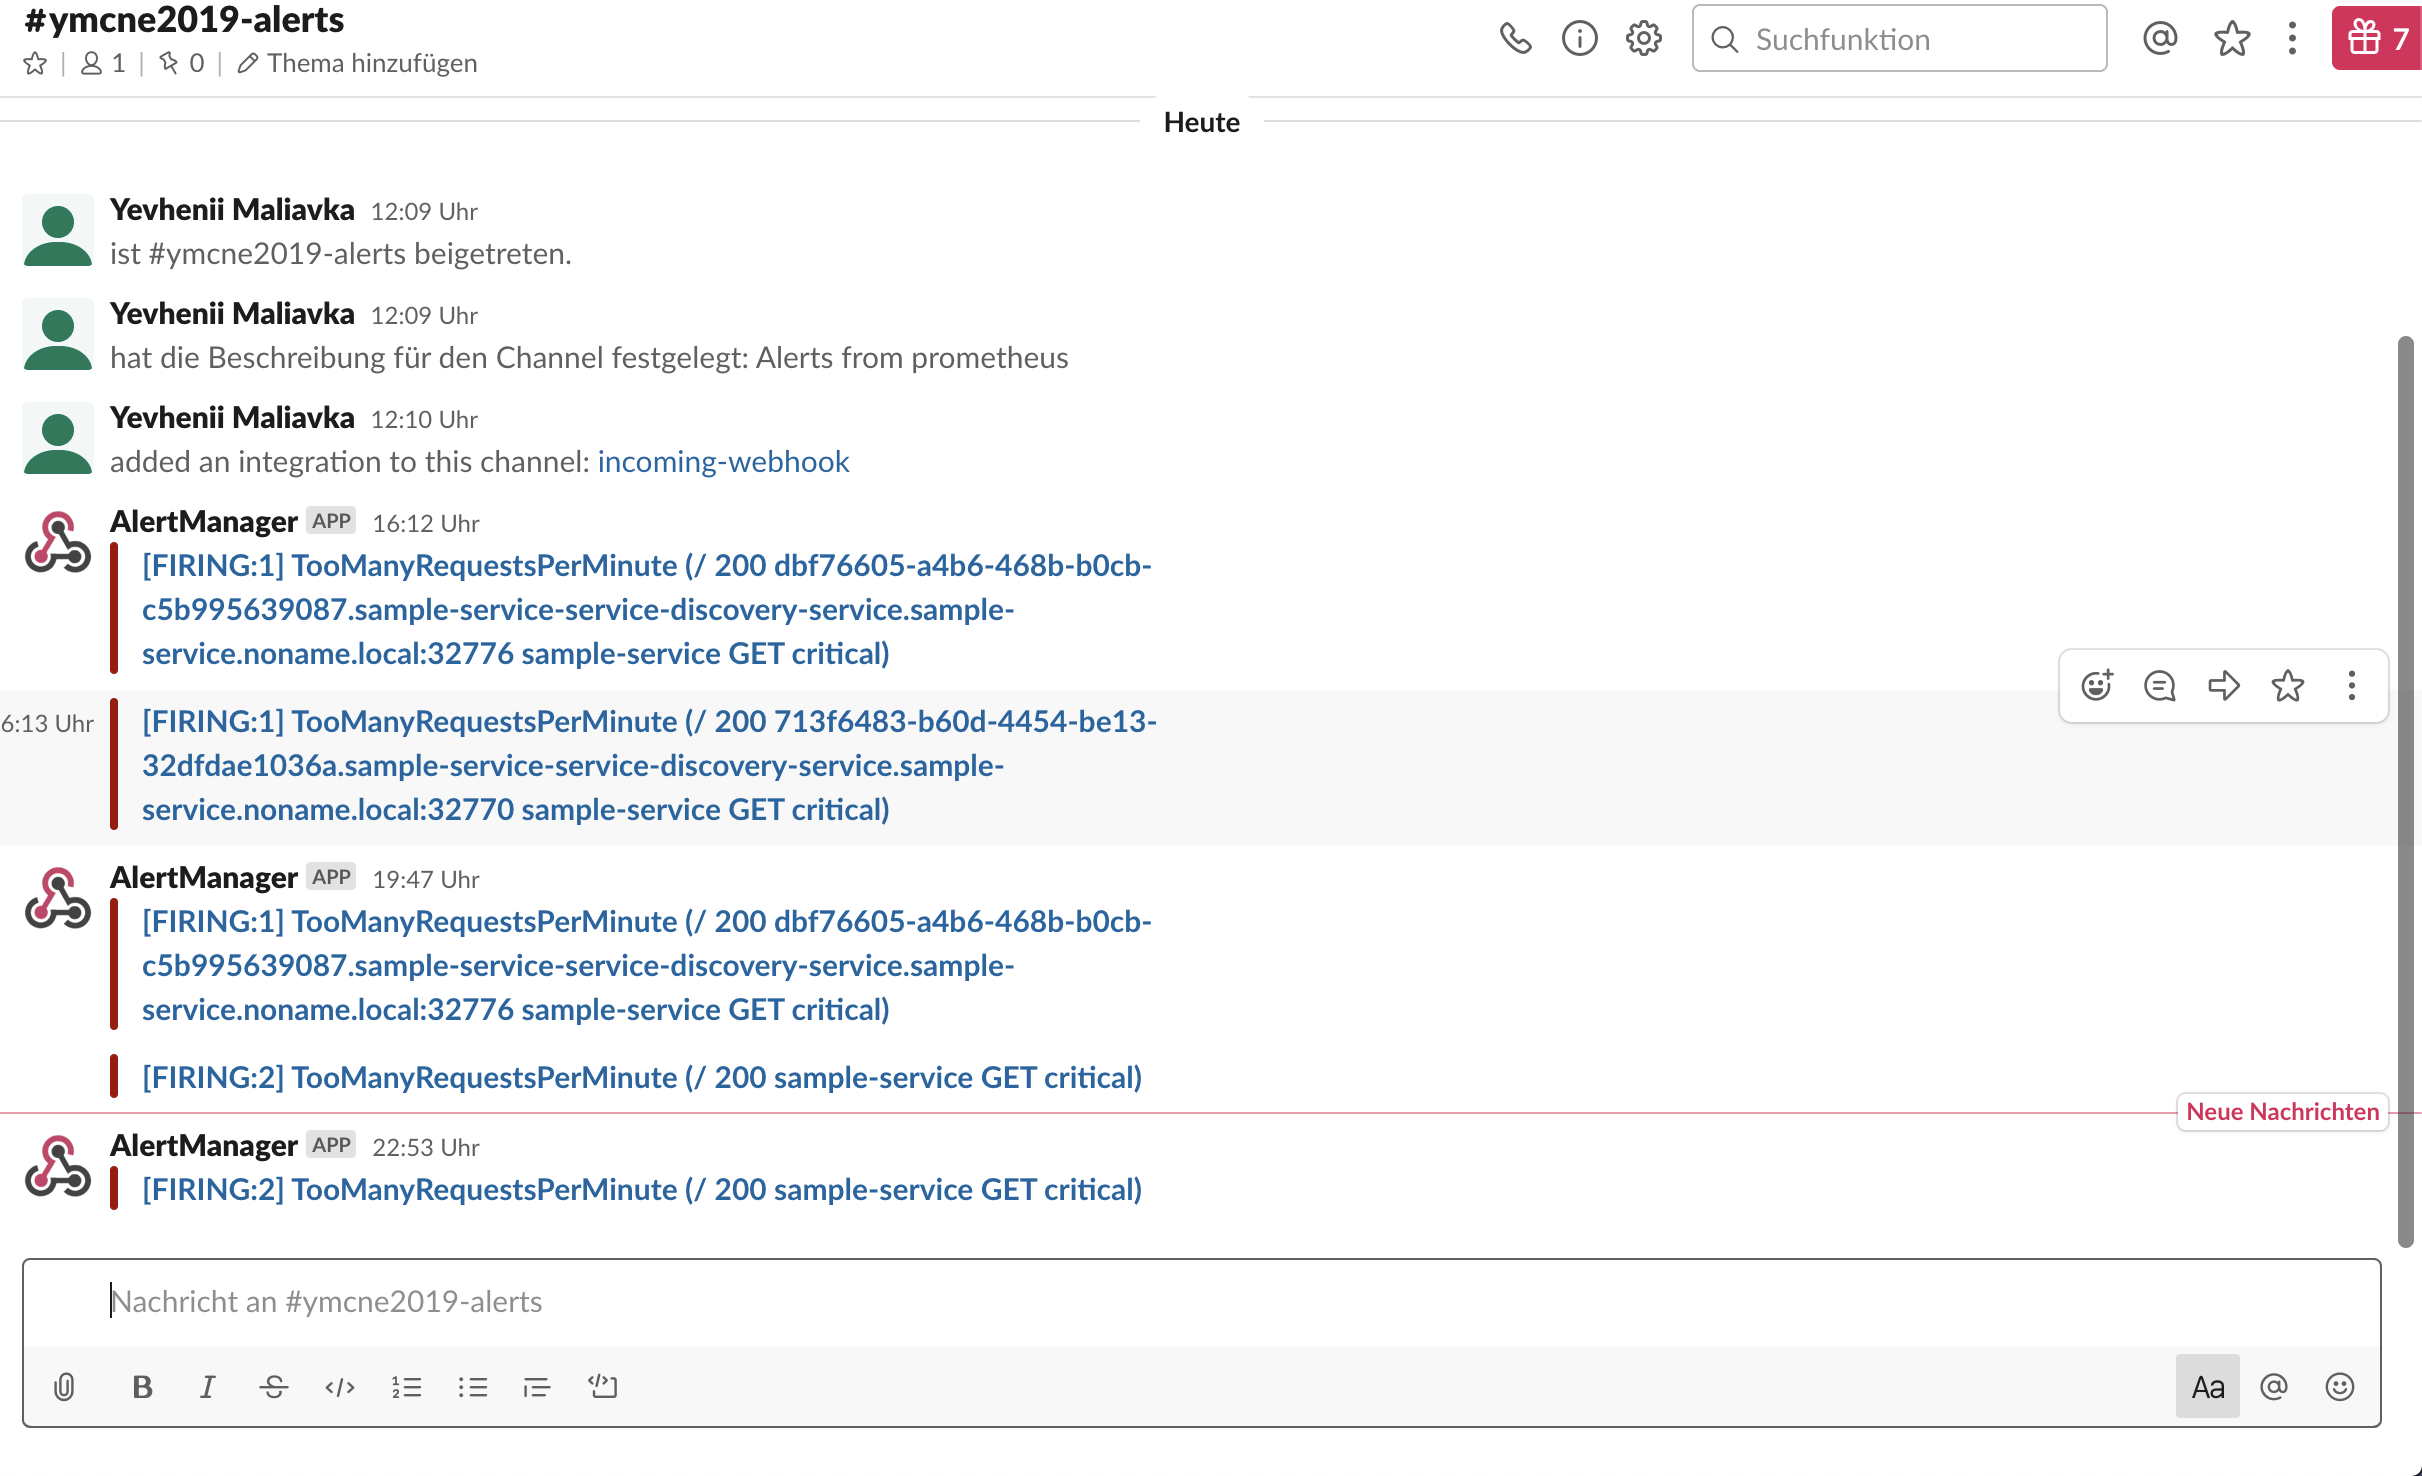 #ymcne2019-alerts
1 | 0 | Thema hinzufügen
Suchfunktion
7
Heute
Yevhenii Maliavka 12:09 Uhr
ist #ymcne2019-alerts beigetreten.
Yevhenii Maliavka 12:09 Uhr
hat die Beschreibung für den Channel festgelegt: Alerts from prometheus
Yevhenii Maliavka 12:10 Uhr
added an integration to this channel: incoming-webhook
AlertManager APP 16:12 Uhr
[FIRING:1] TooManyRequestsPerMinute (/ 200 dbf76605-a4b6-468b-b0cb-
c5b995639087.sample-service-service-discovery-service.sample-
service.noname.local:32776 sample-service GET critical)
6:13 Uhr [FIRING:1] TooManyRequestsPerMinute (/ 200 713f6483-b60d-4454-be13-
32dfdae1036a.sample-service-service-discovery-service.sample-
service.noname.local:32770 sample-service GET critical)
AlertManager APP 19:47 Uhr
[FIRING:1] TooManyRequestsPerMinute (/ 200 dbf76605-a4b6-468b-b0cb-
c5b995639087.sample-service-service-discovery-service.sample-
service.noname.local:32776 sample-service GET critical)
[FIRING:2] TooManyRequestsPerMinute (/ 200 sample-service GET critical)
Neue Nachrichten
AlertManager APP 22:53 Uhr
[FIRING:2] TooManyRequestsPerMinute (/ 200 sample-service GET critical)
Nachricht an #ymcne2019-alerts
B I S </> Aa @